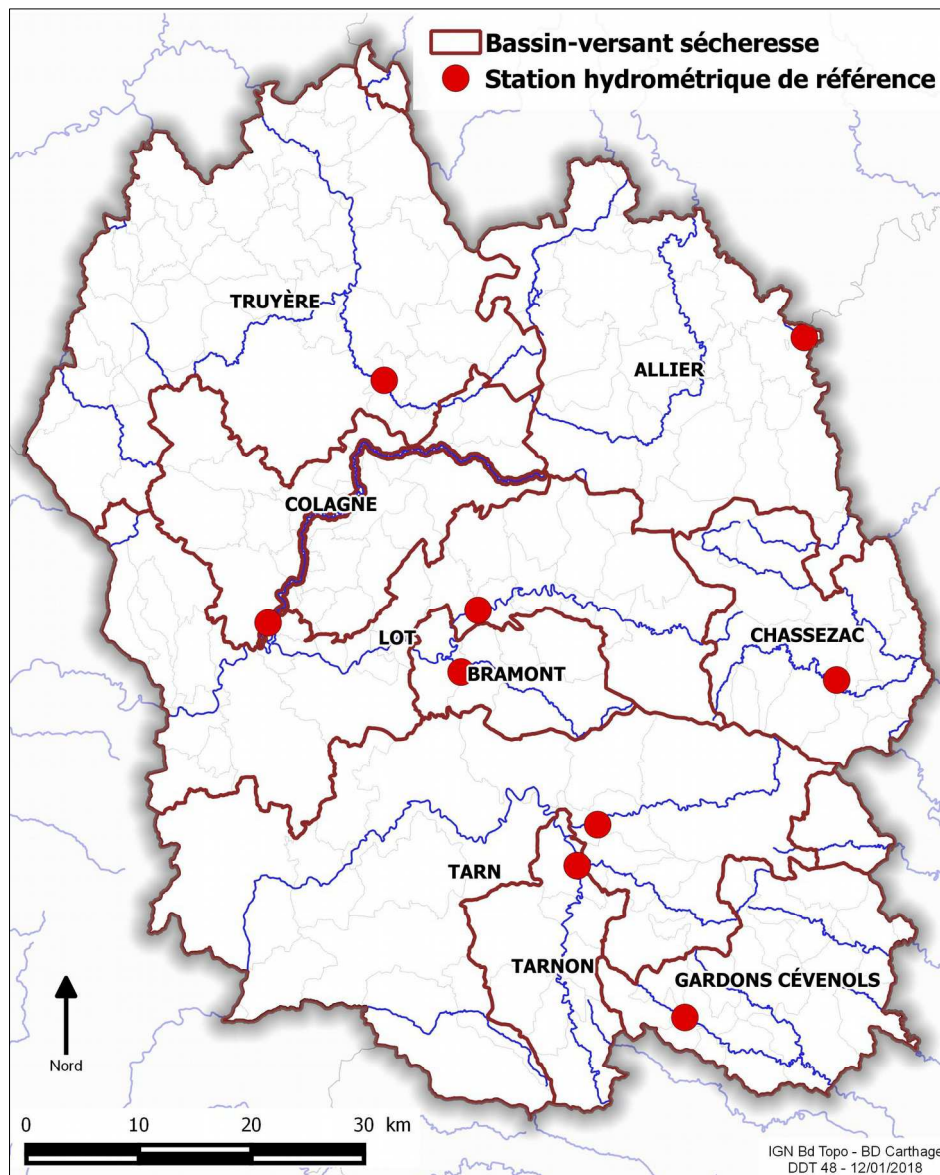 Bassin-versant sécheresse
Station hydrométrique de référence
TRUYÈRE
ALLIER
COLAGNE
LOT
CHASSEZAC
BRAMONT
TARN
TARNON
GARDONS CÉVENOLS
Nord
0 10 20 30 km
IGN Bd Topo - BD Carthage
DDT 48 - 12/01/2018